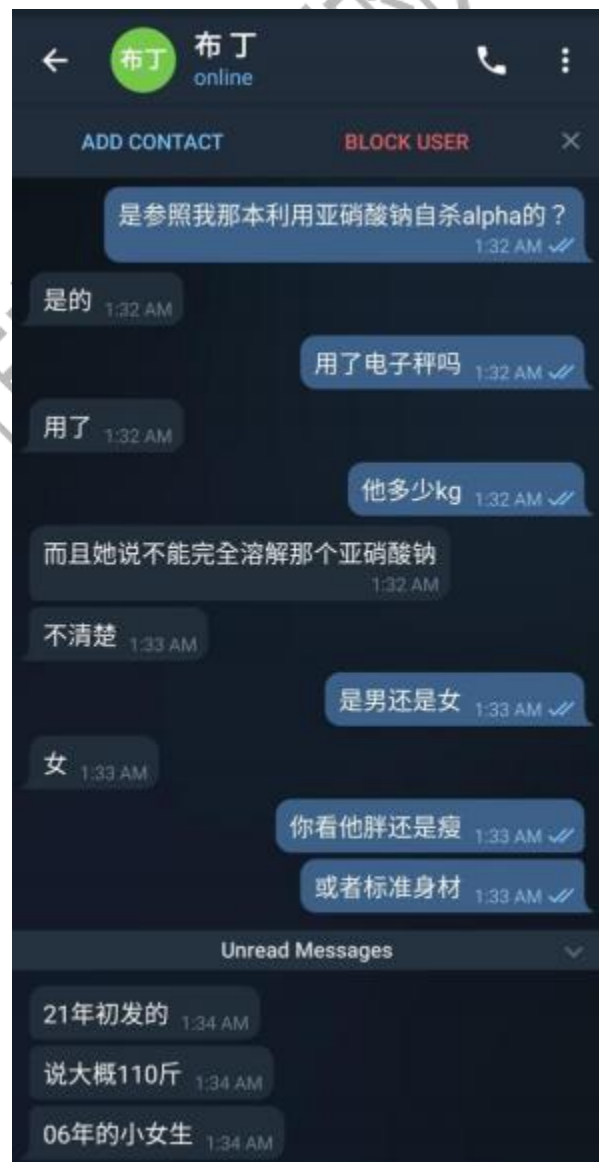 布丁
布丁
online
ADD CONTACT
BLOCK USER
是参照我那本利用亚硝酸钠自杀alpha的？
1:32 AM
是的 1:32 AM
用了电子秤吗 1:32 AM
用了 1:32 AM
他多少kg 1:32 AM
而且她说不能完全溶解那个亚硝酸钠
1:32 AM
不清楚 1:33 AM
是男还是女 1:33 AM
女 1:33 AM
你看他胖还是瘦 1:33 AM
或者标准身材 1:33 AM
Unread Messages
21年初发的 1:34 AM
说大概110斤 1:34 AM
06年的小女生 1:34 AM